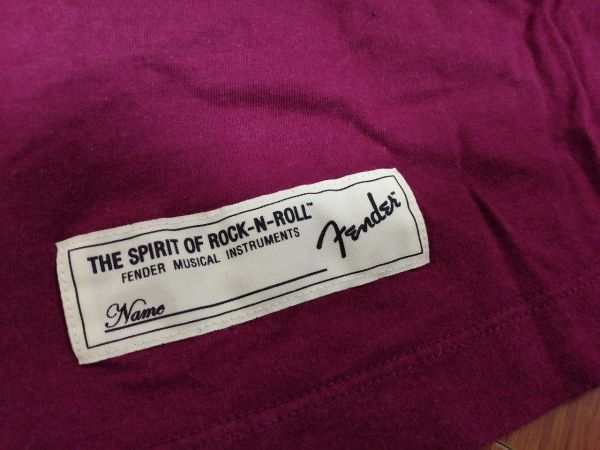 THE SPIRIT OF ROCK-N-ROLL™
FENDER MUSICAL INSTRUMENTS
Fender
Name